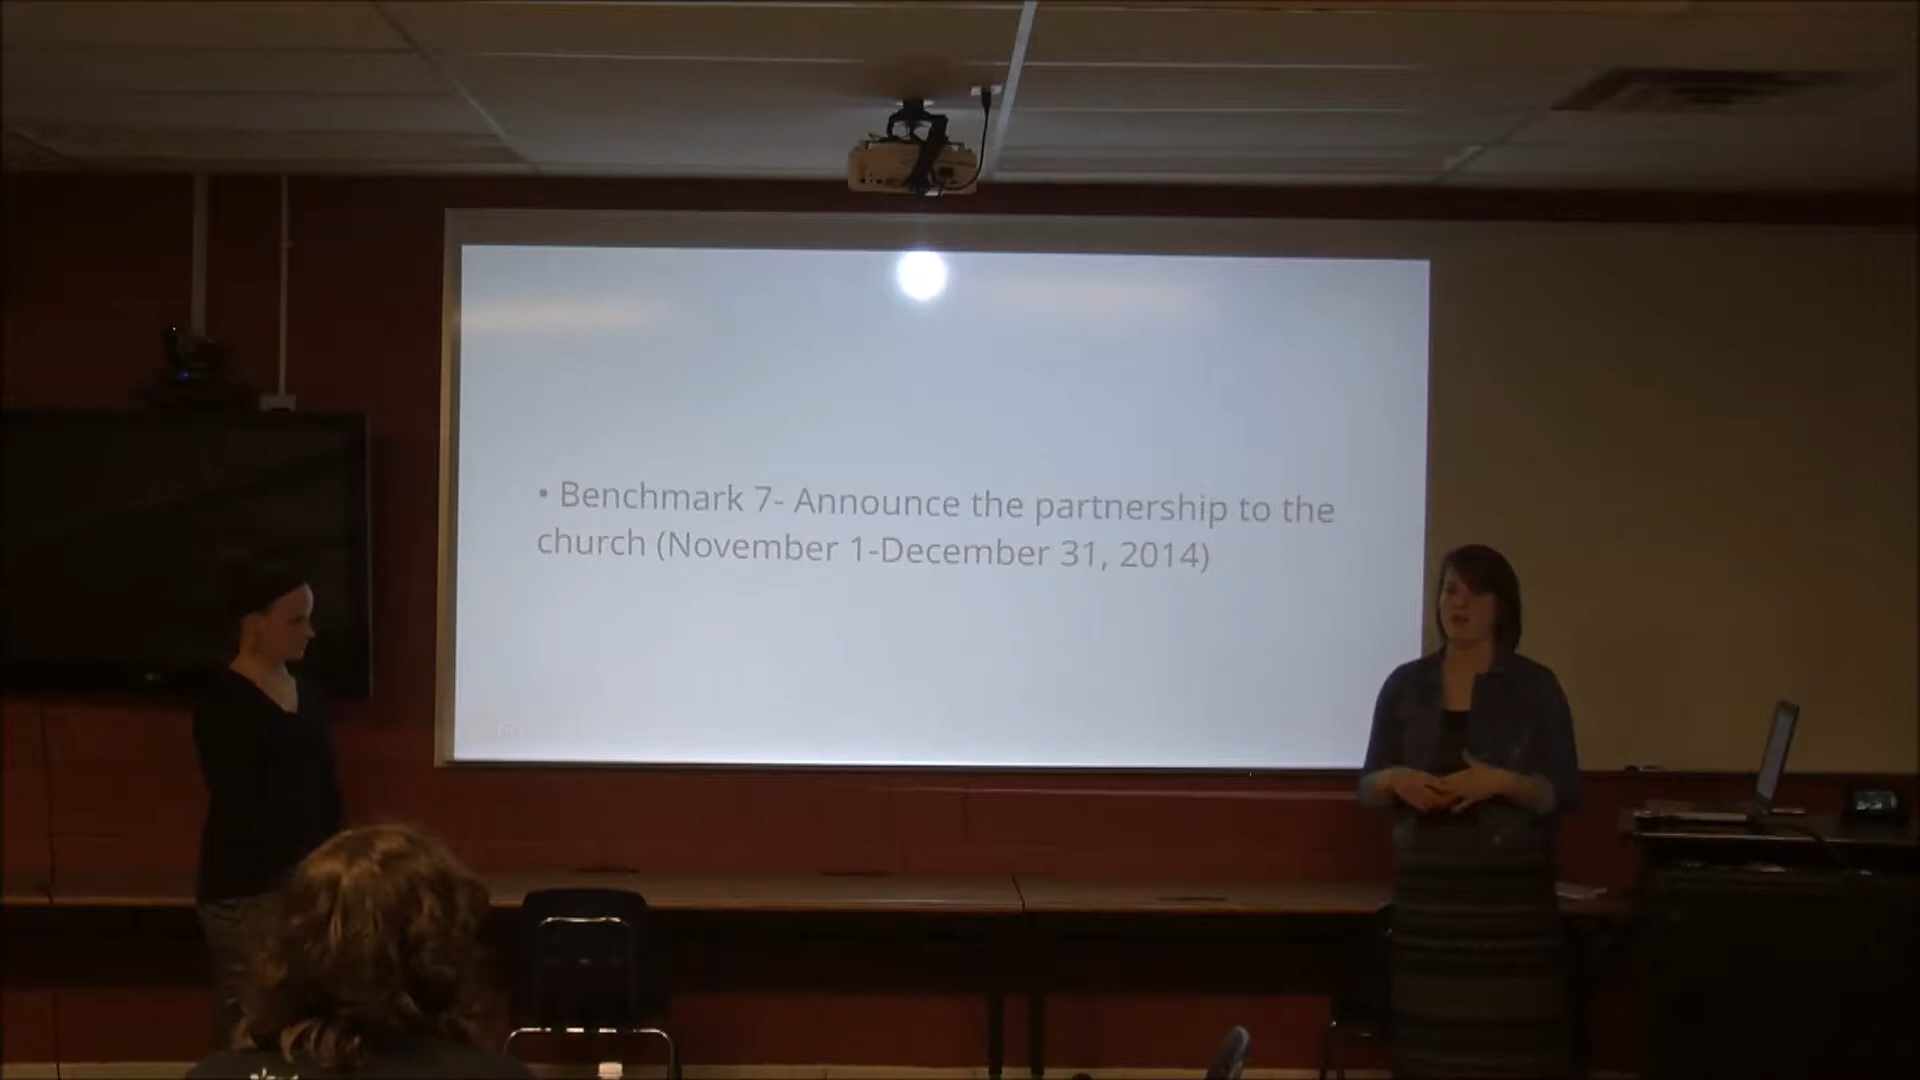 • Benchmark 7- Announce the partnership to the
church (November 1-December 31, 2014)